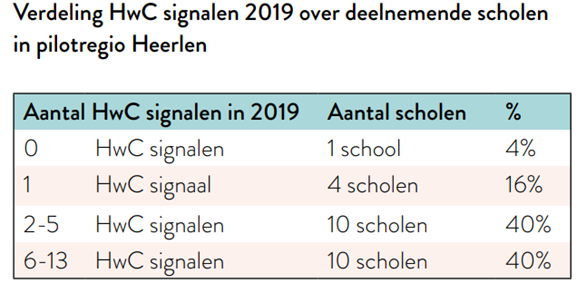 Verdeling HwC signalen 2019 over deelnemende scholen
in pilotregio Heerlen
Aantal HwC signalen in 2019 Aantal scholen %
0 HwC signalen 1 school 4%
1 HwC signaal 4 scholen 16%
2-5 HwC signalen 10 scholen 40%
6-13 HwC signalen 10 scholen 40%